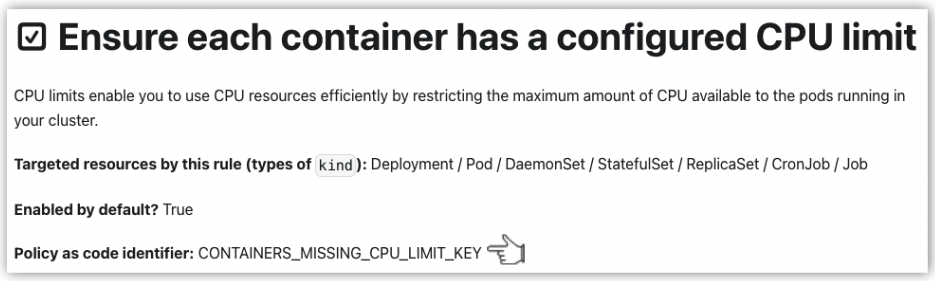 Ensure each container has a configured CPU limit
CPU limits enable you to use CPU resources efficiently by restricting the maximum amount of CPU available to the pods running in
your cluster.
Targeted resources by this rule (types of kind): Deployment / Pod / DaemonSet / StatefulSet / ReplicaSet / CronJob / Job
Enabled by default? True
Policy as code identifier: CONTAINERS_MISSING_CPU_LIMIT_KEY